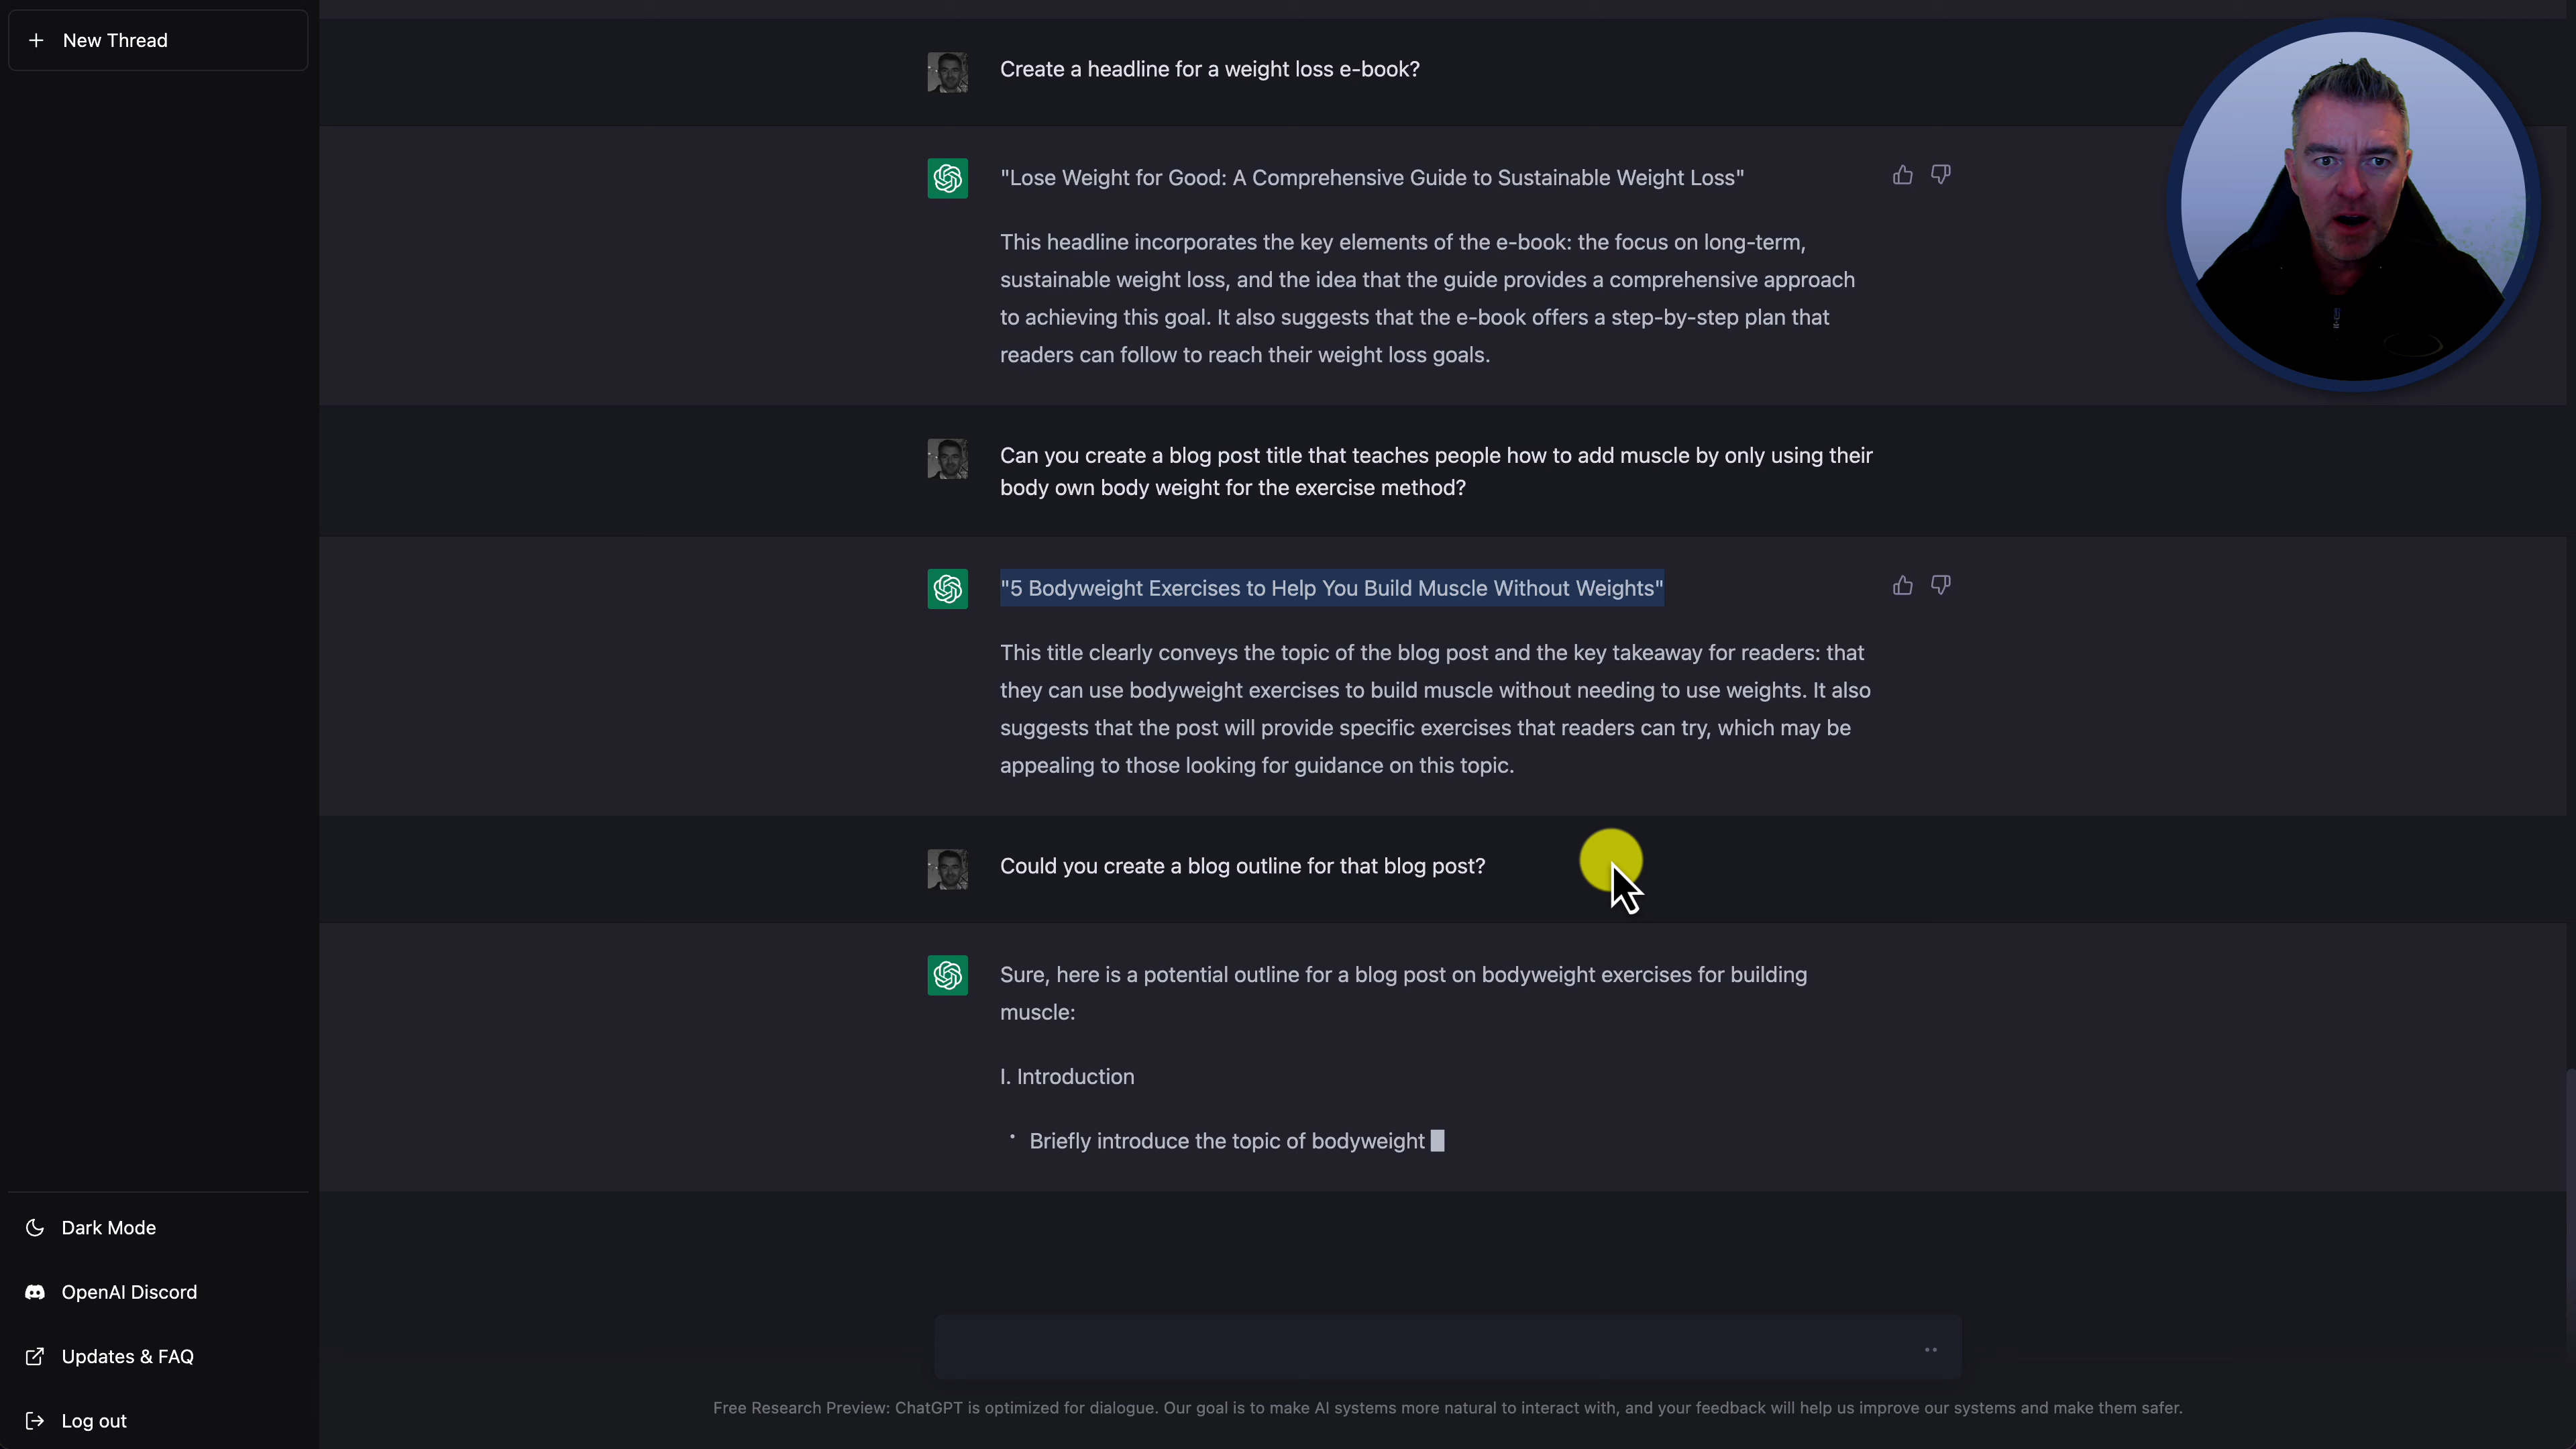 New Thread
Create a headline for a weight loss e-book?
"Lose Weight for Good: A Comprehensive Guide to Sustainable Weight Loss"
This headline incorporates the key elements of the e-book: the focus on long-term,
sustainable weight loss, and the idea that the guide provides a comprehensive approach
to achieving this goal. It also suggests that the e-book offers a step-by-step plan that
readers can follow to reach their weight loss goals.
Can you create a blog post title that teaches people how to add muscle by only using their
body own body weight for the exercise method?
"5 Bodyweight Exercises to Help You Build Muscle Without Weights"
This title clearly conveys the topic of the blog post and the key takeaway for readers: that
they can use bodyweight exercises to build muscle without needing to use weights. It also
suggests that the post will provide specific exercises that readers can try, which may be
appealing to those looking for guidance on this topic.
Could you create a blog outline for that blog post?
Sure, here is a potential outline for a blog post on bodyweight exercises for building
muscle:
I. Introduction
• Briefly introduce the topic of bodyweight
Dark Mode
OpenAI Discord
Updates & FAQ
Log out
Free Research Preview: ChatGPT is optimized for dialogue. Our goal is to make AI systems more natural to interact with, and your feedback will help us improve our systems and make them safer.